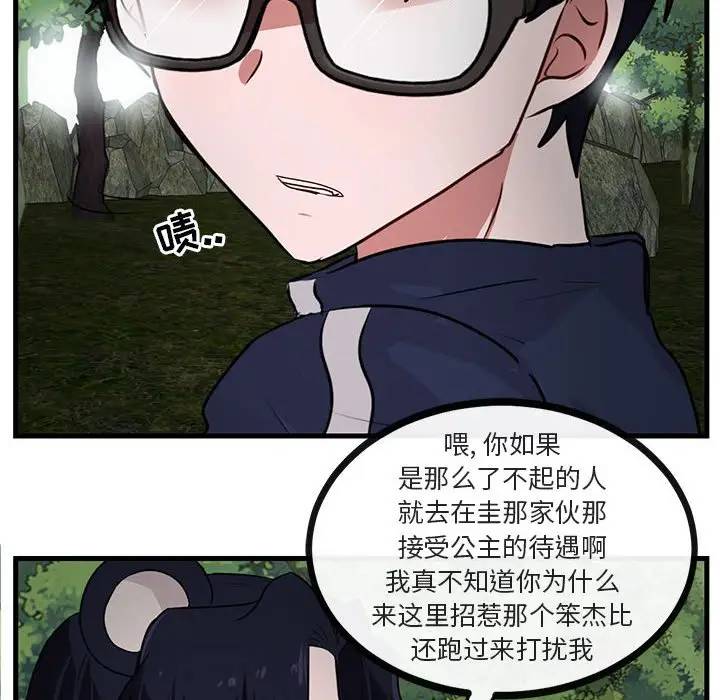 啧..
喂, 你如果
是那么了不起的人
就去在圭那家伙那
接受公主的待遇啊
我真不知道你为什么
来这里招惹那个笨杰比
还跑过来打扰我